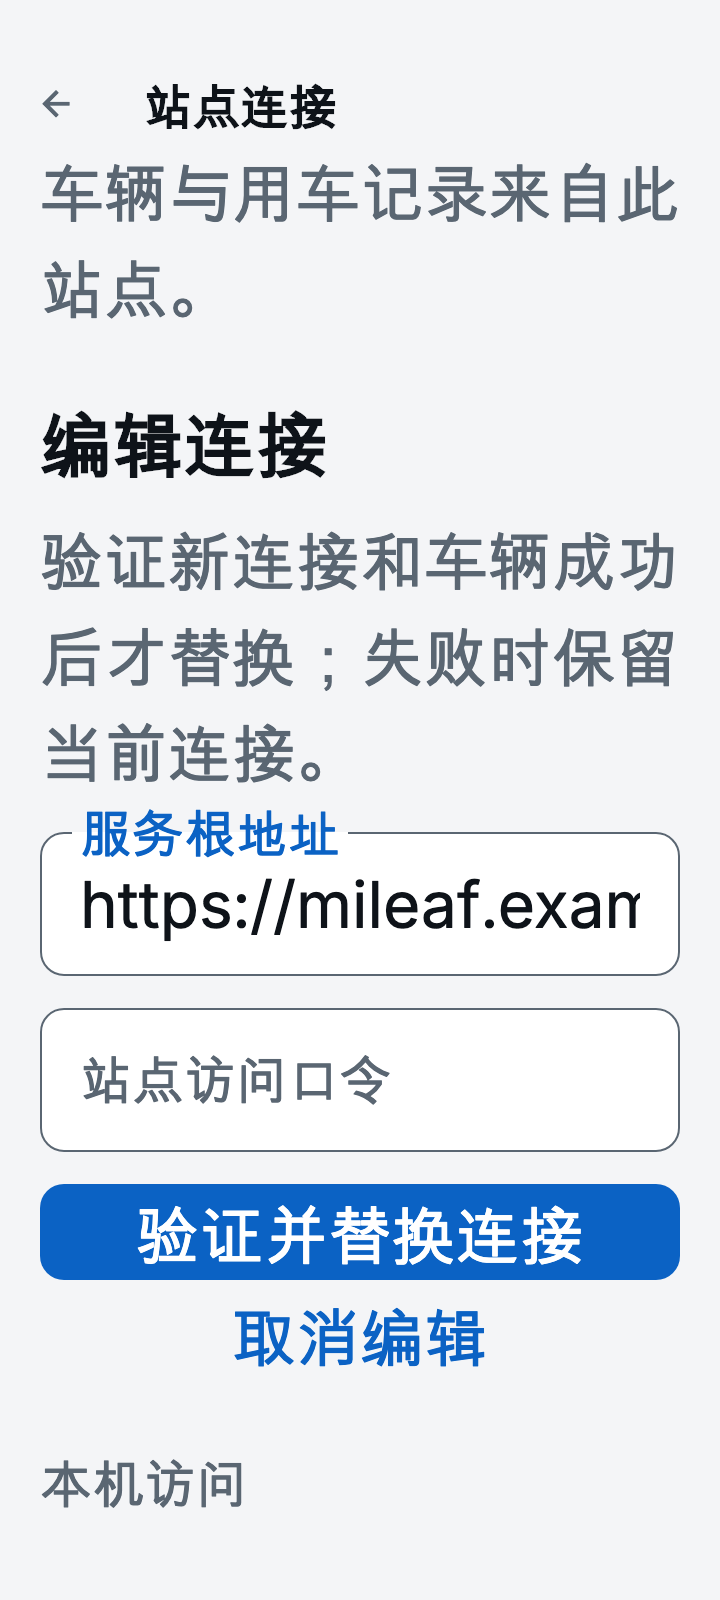 站点连接
车辆与用车记录来自此
站点。
编辑连接
验证新连接和车辆成功
后才替换；失败时保留
当前连接。
服务根地址
https://mileaf.exam
站点访问口令
验证并替换连接
取消编辑
本机访问